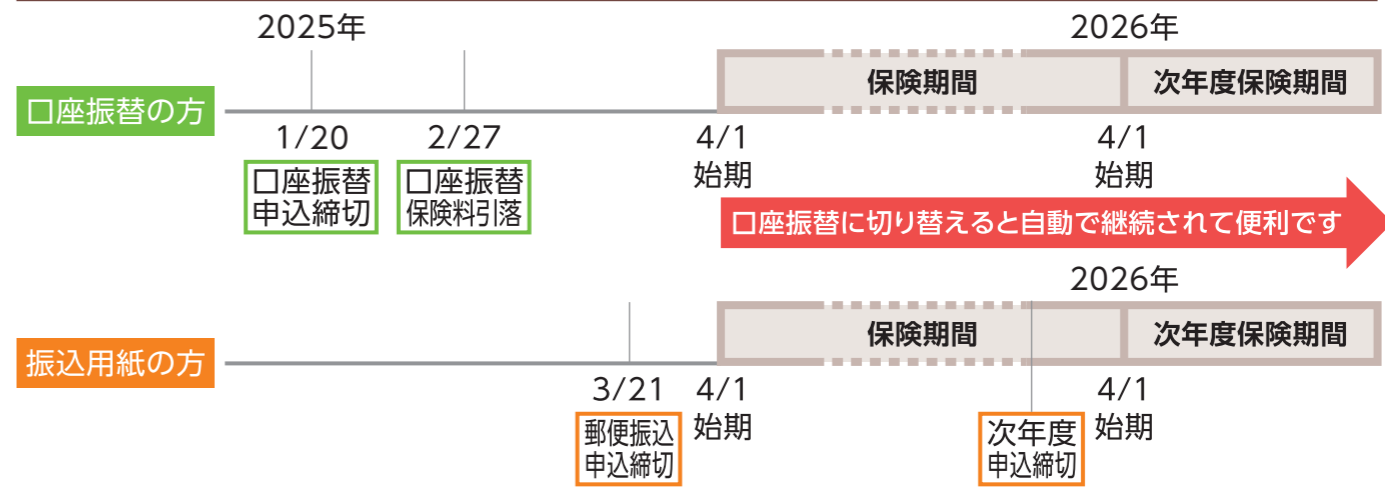 2025年
2026年
口座振替の方
保険期間
次年度保険期間
1/20
口座振替
申込締切
2/27
口座振替
保険料引落
4/1
始期
4/1
始期
口座振替に切り替えると自動で継続されて便利です
2026年
振込用紙の方
保険期間
次年度保険期間
3/21
郵便振込
申込締切
4/1
始期
次年度
申込締切
4/1
始期